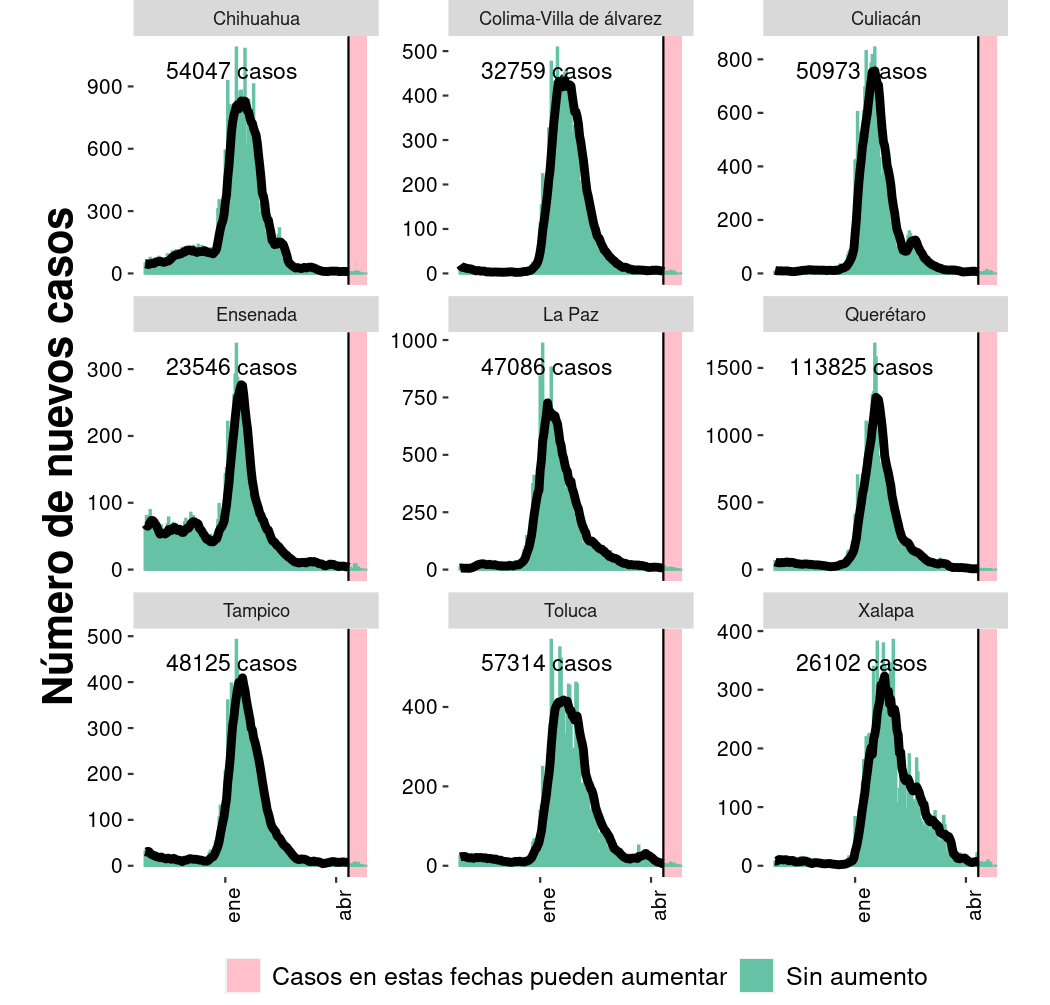 Chihuahua
Colima-Villa de álvarez
Culiacán
54047 casos
32759 casos
50973 casos
900
600
300
0
500
400
300
200
100
0
800
600
400
200
0
Número de nuevos casos
Ensenada
La Paz
Querétaro
23546 casos
47086 casos
113825 casos
300
200
100
0
1000
750
500
250
0
1500
1000
500
0
Tampico
Toluca
Xalapa
48125 casos
57314 casos
26102 casos
500
400
300
200
100
0
400
200
0
400
300
200
100
0
ene
abr
ene
abr
ene
abr
Casos en estas fechas pueden aumentar
Sin aumento